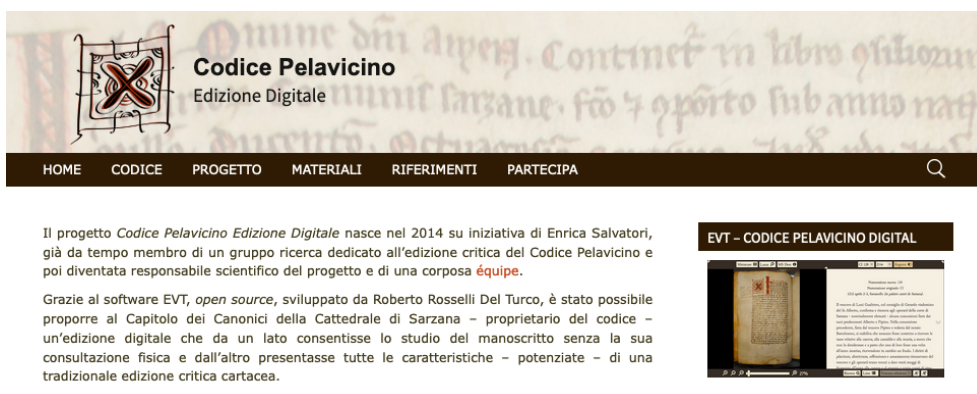 Omne dñi
Codice Pelavicino
Edizione Digitale
HOME CODICE PROGETTO MATERIALI RIFERIMENTI PARTECIPA
Il progetto Codice Pelavicino Edizione Digitale nasce nel 2014 su iniziativa di Enrica Salvatori,
già da tempo membro di un gruppo ricerca dedicato all’edizione critica del Codice Pelavicino e
poi diventata responsabile scientifico del progetto e di una corposa équipe.
Grazie al software EVT, open source, sviluppato da Roberto Rosselli Del Turco, è stato possibile
proporre al Capitolo dei Canonici della Cattedrale di Sarzana – proprietario del codice –
un’edizione digitale che da un lato consentisse lo studio del manoscritto senza la sua
consultazione fisica e dall’altro presentasse tutte le caratteristiche – potenziate – di una
tradizionale edizione critica cartacea.
EVT – CODICE PELAVICINO DIGITAL